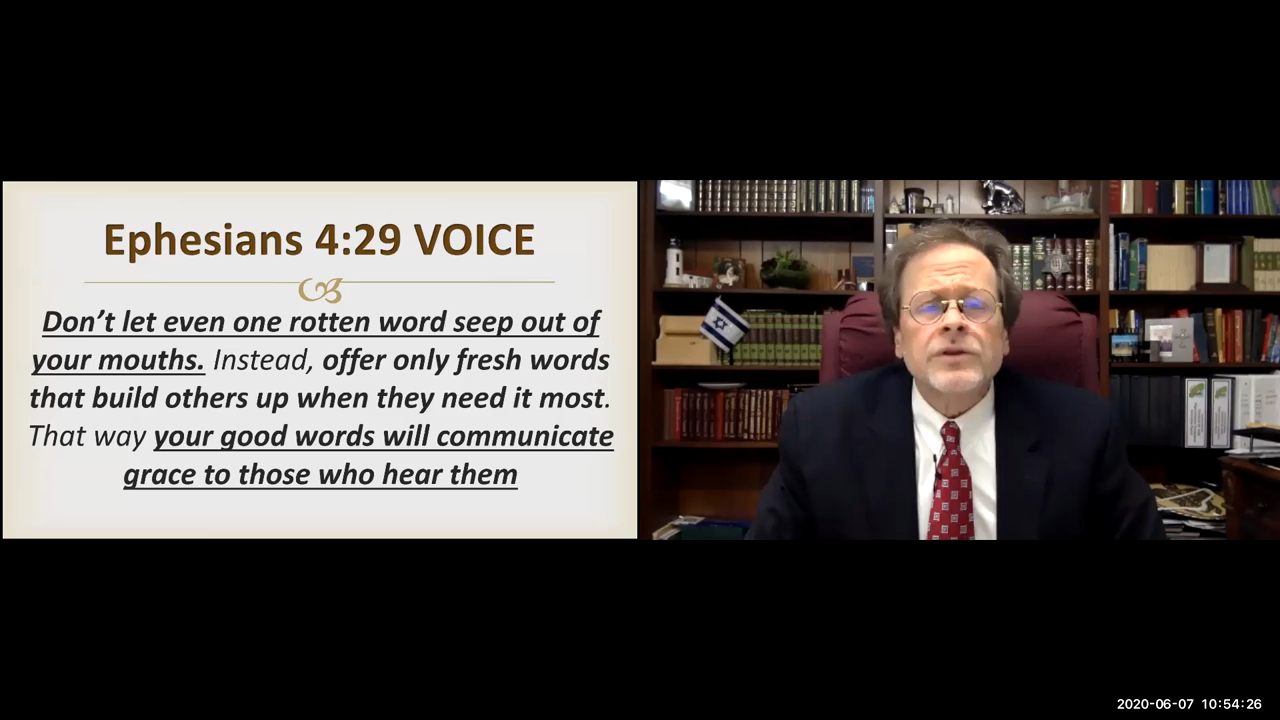 Ephesians 4:29 VOICE
Don’t let even one rotten word seep out of
your mouths. Instead, offer only fresh words
that build others up when they need it most.
That way your good words will communicate
grace to those who hear them
2020-06-07 10:54:26